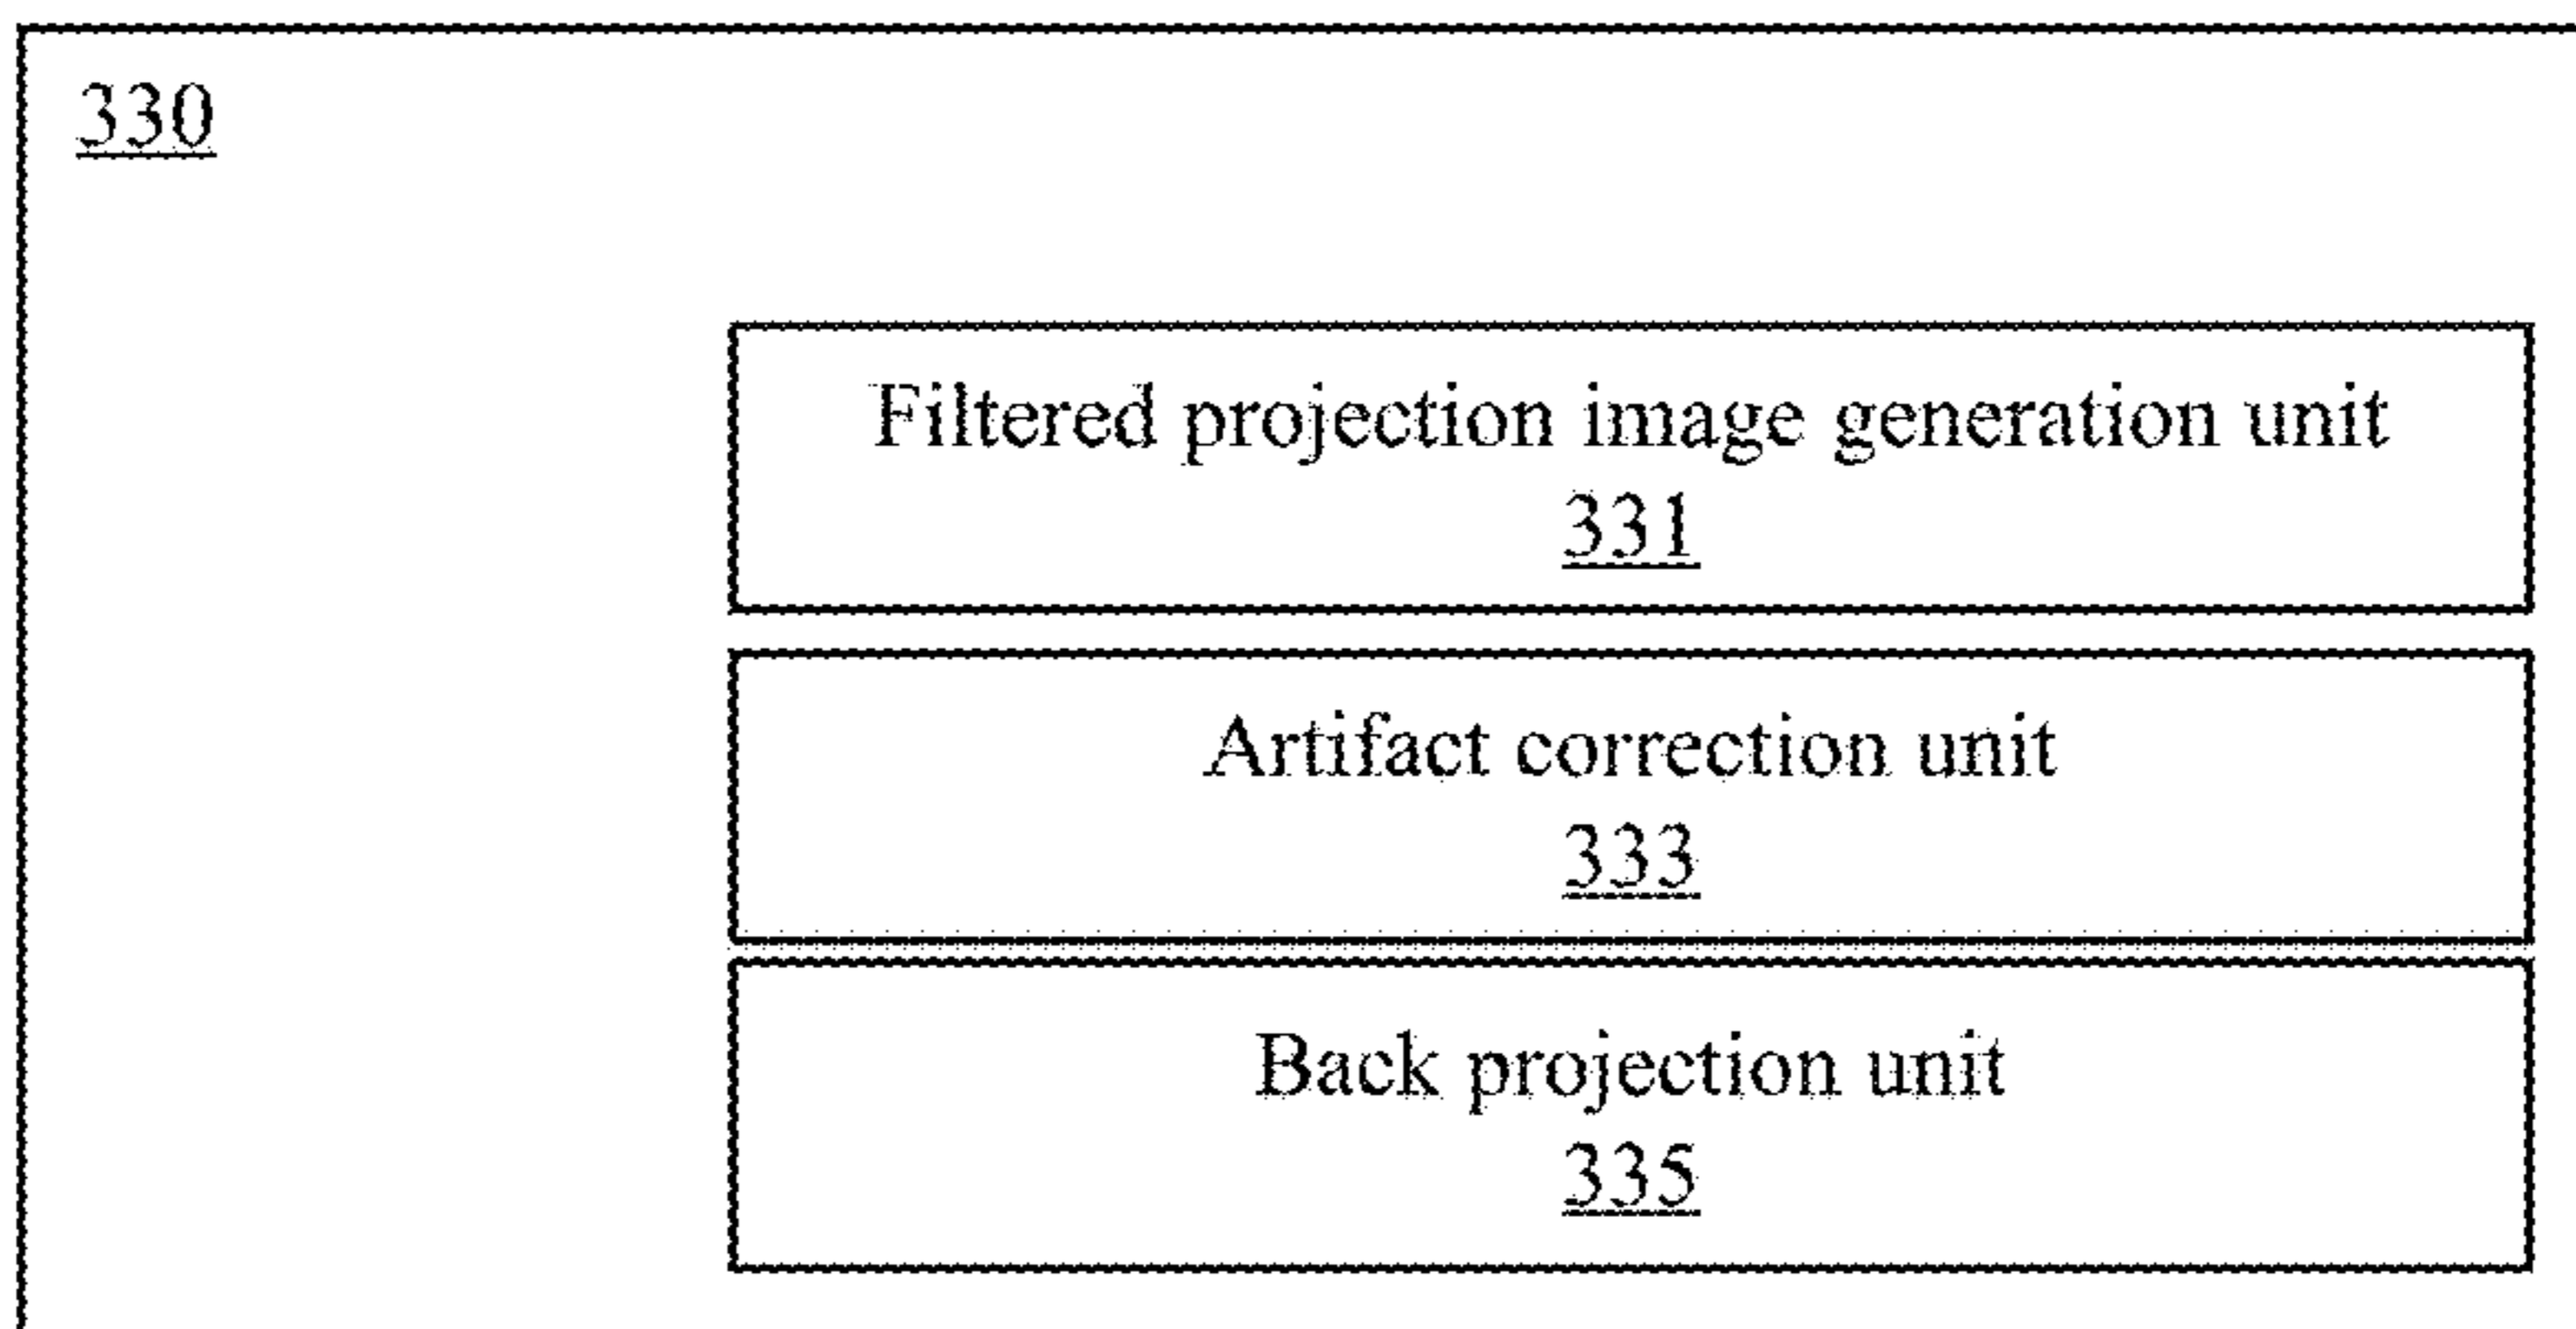 330
Filtered projection image generation unit
331
Artifact correction unit
333
Back projection unit
335